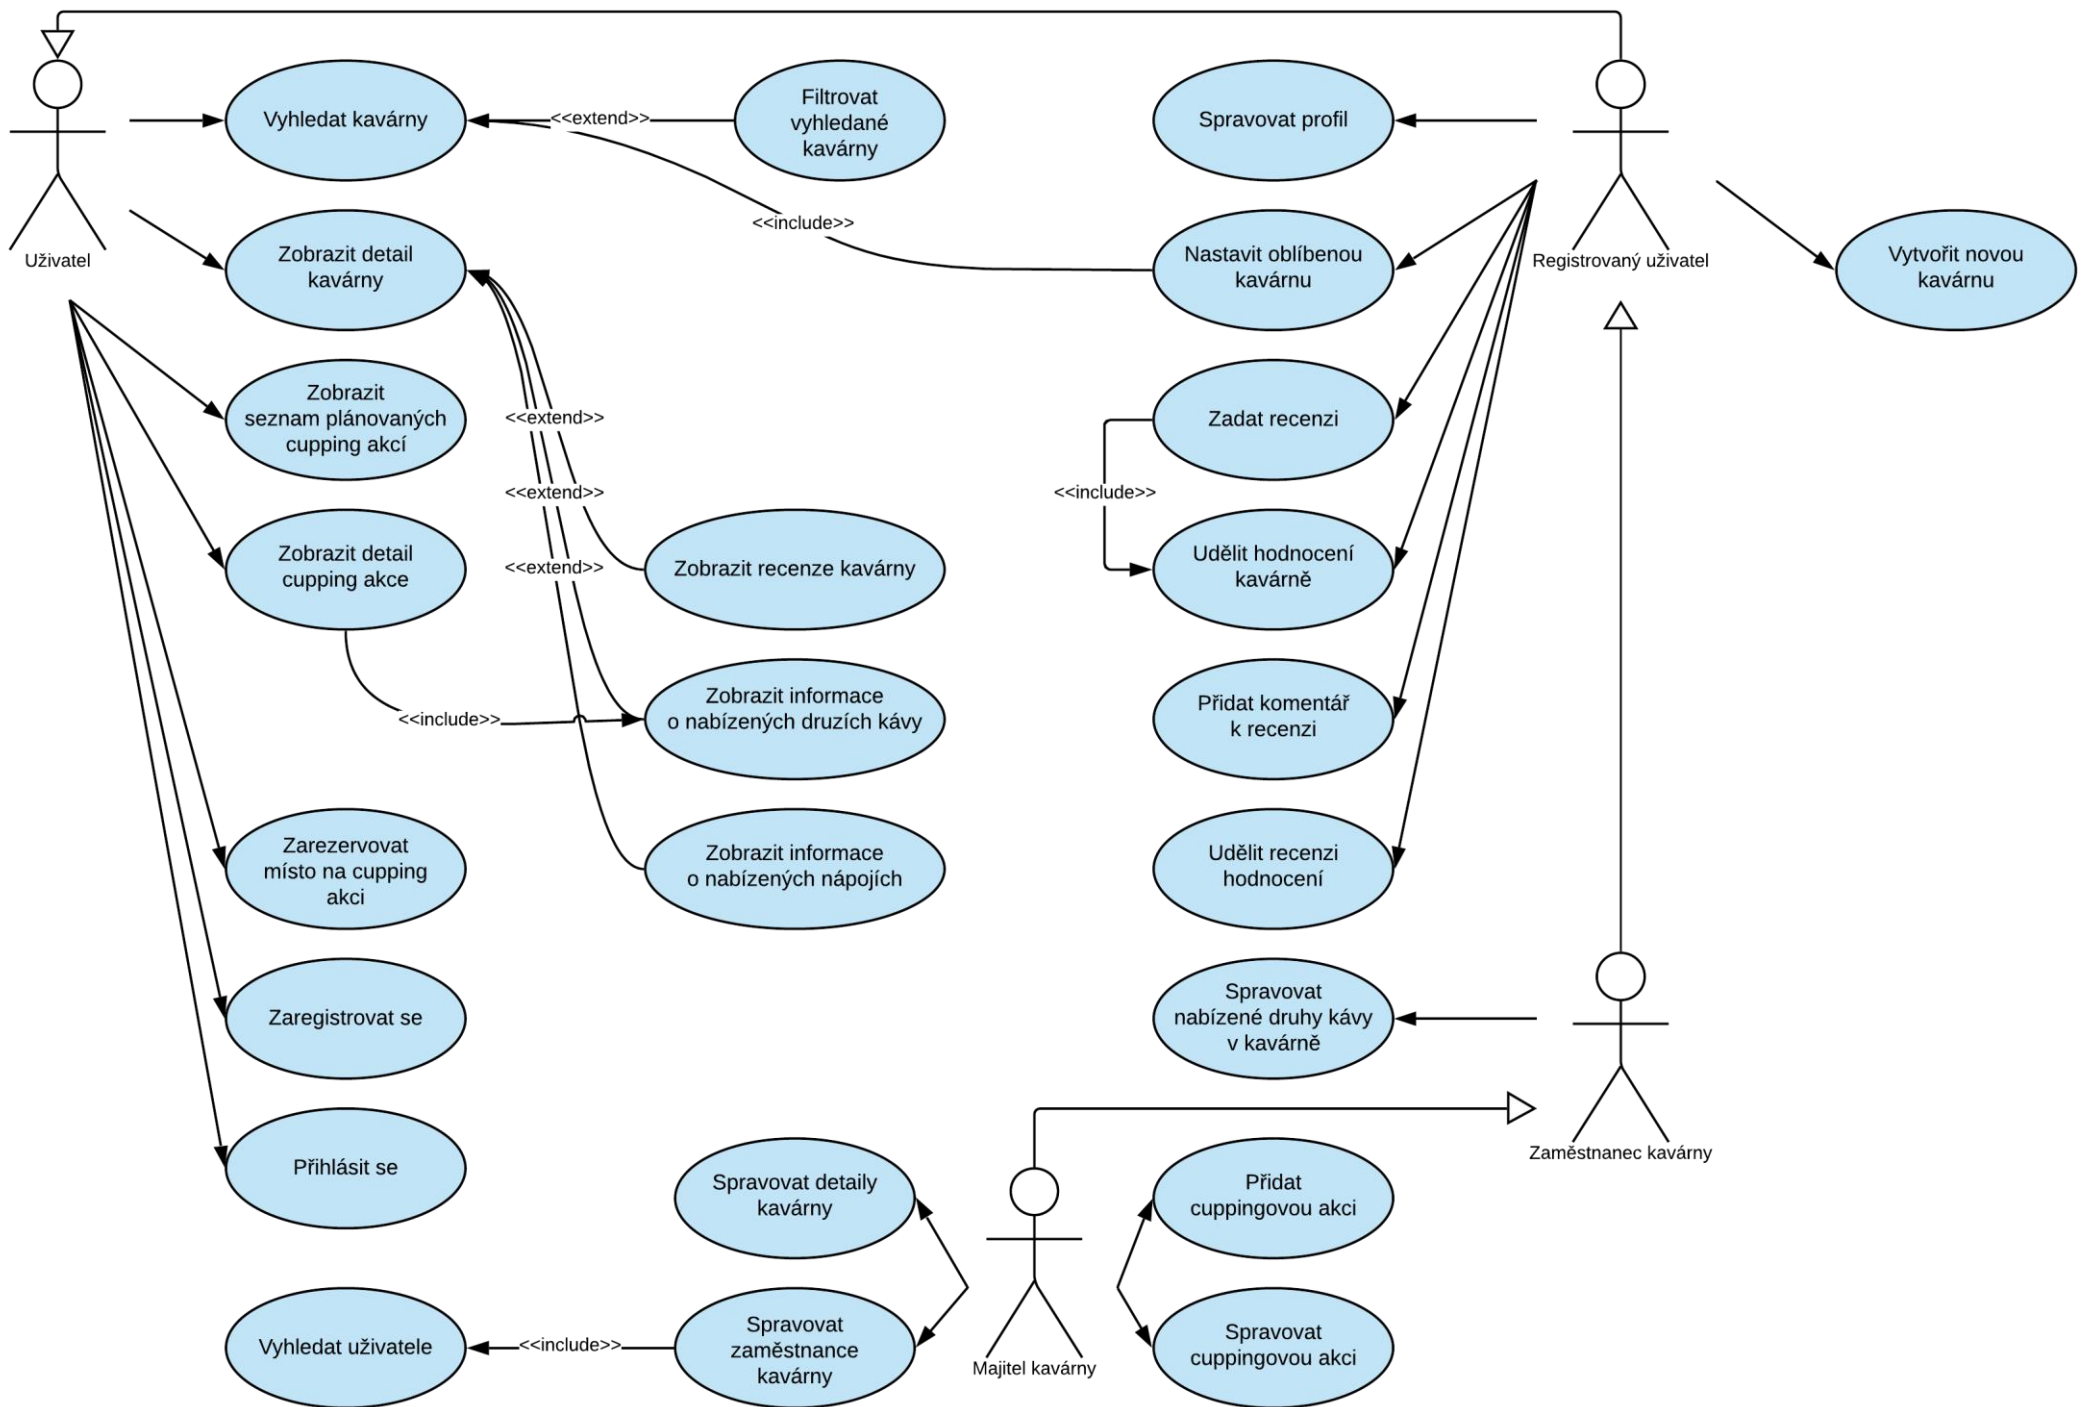 Vyhledat kavárny
<<extend>>
Filtrovat
vyhledané
kavárny
Spravovat profil
<<include>>
Uživatel
Zobrazit detail
kavárny
Nastavit oblíbenou
kavárnu
Registrovaný uživatel
Vytvořit novou
kavárnu
Zobrazit
seznam plánovaných
cupping akcí
<<extend>>
Zadat recenzi
<<extend>>
<<include>>
Zobrazit detail
cupping akce
<<extend>>
Zobrazit recenze kavárny
Udělit hodnocení
kavárně
<<include>>
Zobrazit informace
o nabízených druzích kávy
Přidat komentář
k recenzi
Zarezervovat
místo na cupping
akci
Zobrazit informace
o nabízených nápojích
Udělit recenzi
hodnocení
Zaregistrovat se
Spravovat
nabízené druhy kávy
v kavárně
Zaměstnanec kavárny
Přihlásit se
Spravovat detaily
kavárny
Přidat
cuppingovou akci
Vyhledat uživatele
<<include>>
Spravovat
zaměstnance
kavárny
Majitel kavárny
Spravovat
cuppingovou akci